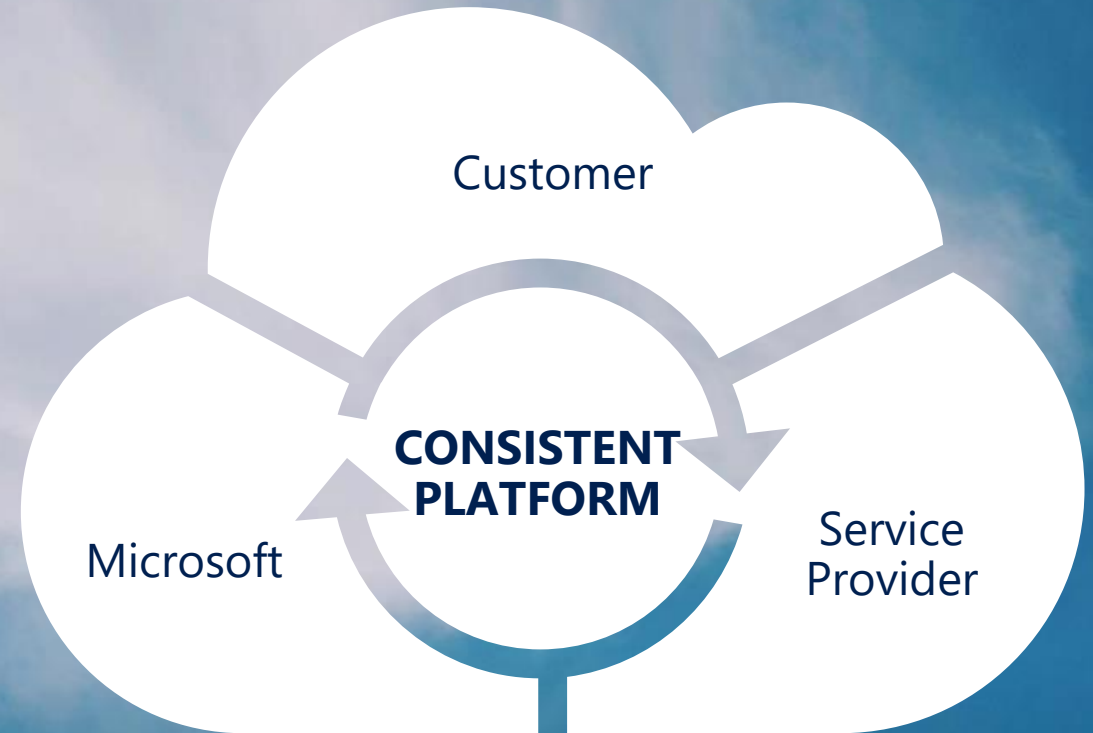 Customer
CONSISTENT
PLATFORM
Microsoft
Service
Provider